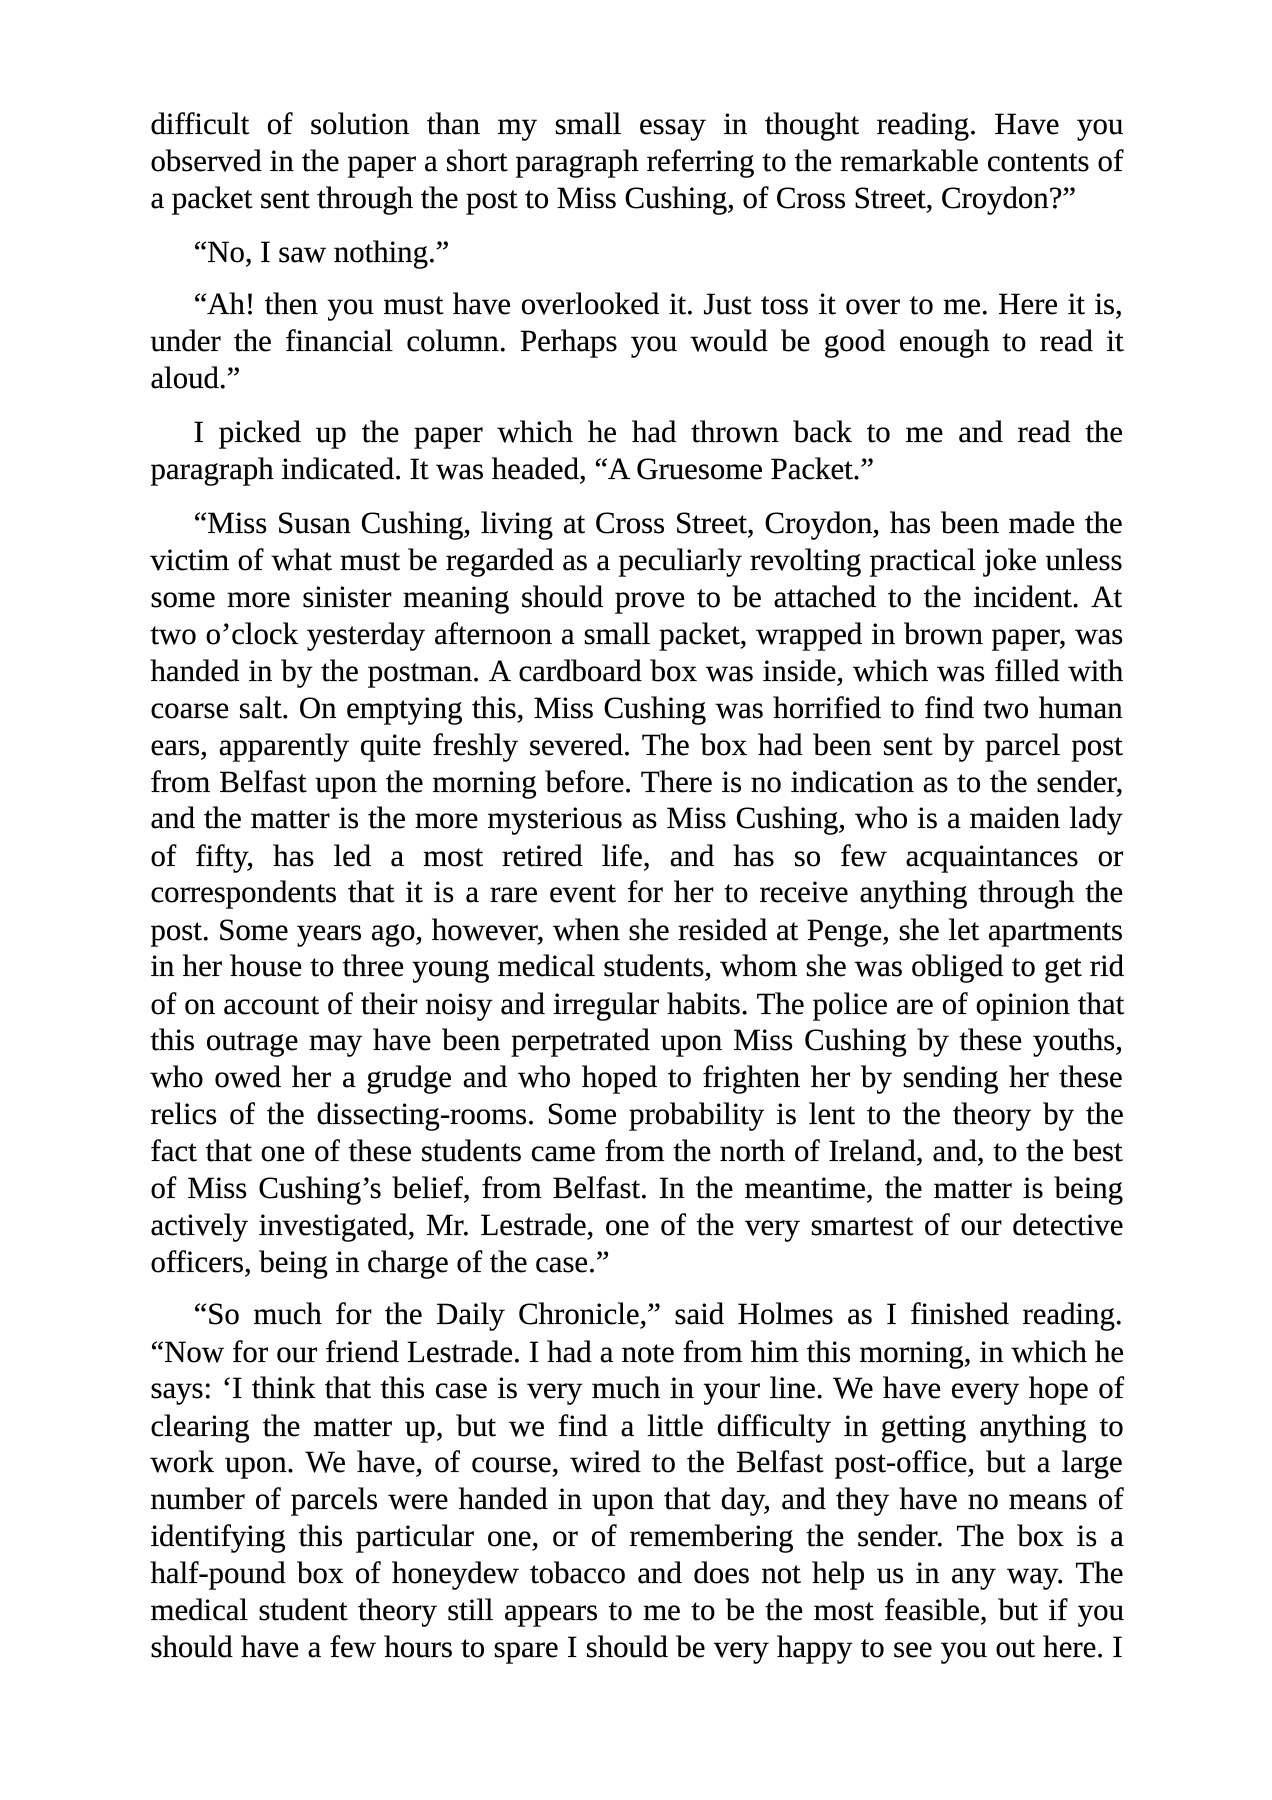 difficult of solution than my small essay in thought reading. Have you
observed in the paper a short paragraph referring to the remarkable contents of
a packet sent through the post to Miss Cushing, of Cross Street, Croydon?”
“No, I saw nothing.”
“Ah! then you must have overlooked it. Just toss it over to me. Here it is,
under the financial column. Perhaps you would be good enough to read it
aloud.”
I picked up the paper which he had thrown back to me and read the
paragraph indicated. It was headed, “A Gruesome Packet.”
“Miss Susan Cushing, living at Cross Street, Croydon, has been made the
victim of what must be regarded as a peculiarly revolting practical joke unless
some more sinister meaning should prove to be attached to the incident. At
two o’clock yesterday afternoon a small packet, wrapped in brown paper, was
handed in by the postman. A cardboard box was inside, which was filled with
coarse salt. On emptying this, Miss Cushing was horrified to find two human
ears, apparently quite freshly severed. The box had been sent by parcel post
from Belfast upon the morning before. There is no indication as to the sender,
and the matter is the more mysterious as Miss Cushing, who is a maiden lady
of fifty, has led a most retired life, and has so few acquaintances or
correspondents that it is a rare event for her to receive anything through the
post. Some years ago, however, when she resided at Penge, she let apartments
in her house to three young medical students, whom she was obliged to get rid
of on account of their noisy and irregular habits. The police are of opinion that
this outrage may have been perpetrated upon Miss Cushing by these youths,
who owed her a grudge and who hoped to frighten her by sending her these
relics of the dissecting-rooms. Some probability is lent to the theory by the
fact that one of these students came from the north of Ireland, and, to the best
of Miss Cushing’s belief, from Belfast. In the meantime, the matter is being
actively investigated, Mr. Lestrade, one of the very smartest of our detective
officers, being in charge of the case.”
“So much for the Daily Chronicle,” said Holmes as I finished reading.
“Now for our friend Lestrade. I had a note from him this morning, in which he
says: ‘I think that this case is very much in your line. We have every hope of
clearing the matter up, but we find a little difficulty in getting anything to
work upon. We have, of course, wired to the Belfast post-office, but a large
number of parcels were handed in upon that day, and they have no means of
identifying this particular one, or of remembering the sender. The box is a
half-pound box of honeydew tobacco and does not help us in any way. The
medical student theory still appears to me to be the most feasible, but if you
should have a few hours to spare I should be very happy to see you out here. I